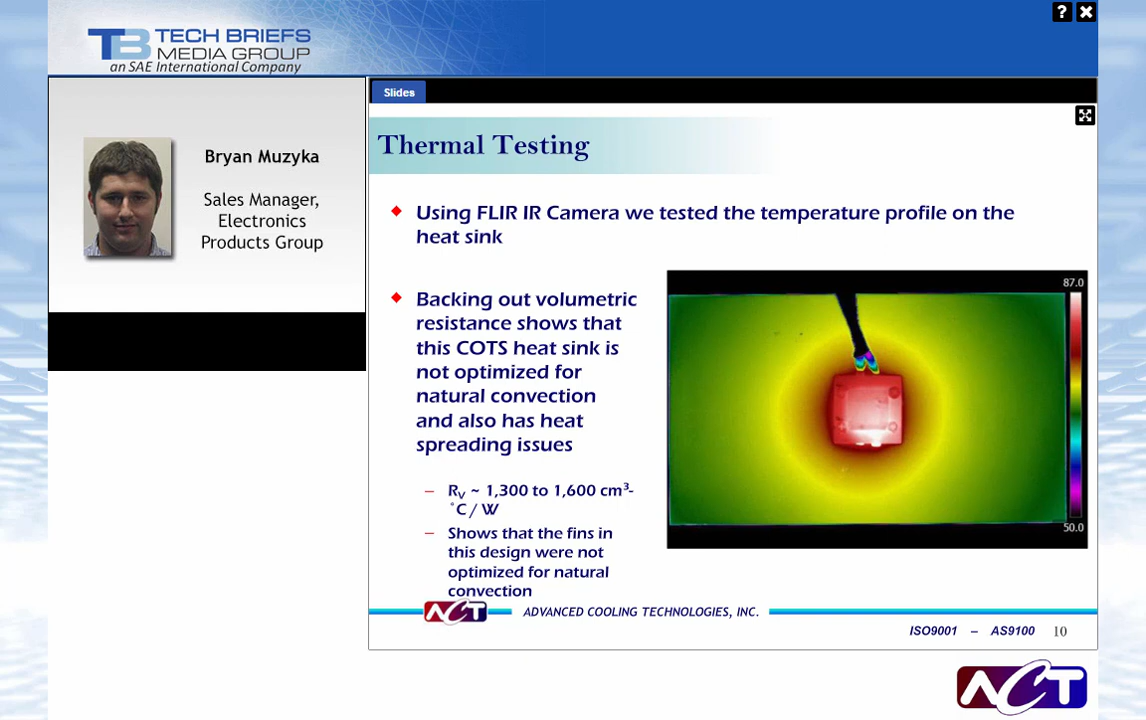 ? ✖
TB TECH BRIEFS
MEDIA GROUP
an SAE International Company
Slides
Bryan Muzyka
Sales Manager,
Electronics
Products Group
Thermal Testing
Using FLIR IR Camera we tested the temperature profile on the
heat sink
Backing out volumetric
resistance shows that
this COTS heat sink is
not optimized for
natural convection
and also has heat
spreading issues
– Rᵥ ~ 1,300 to 1,600 cm³-
°C / W
– Shows that the fins in
this design were not
optimized for natural
convection
87.0
50.0
ACT ADVANCED COOLING TECHNOLOGIES, INC.
ISO9001 – AS9100 10
ACT